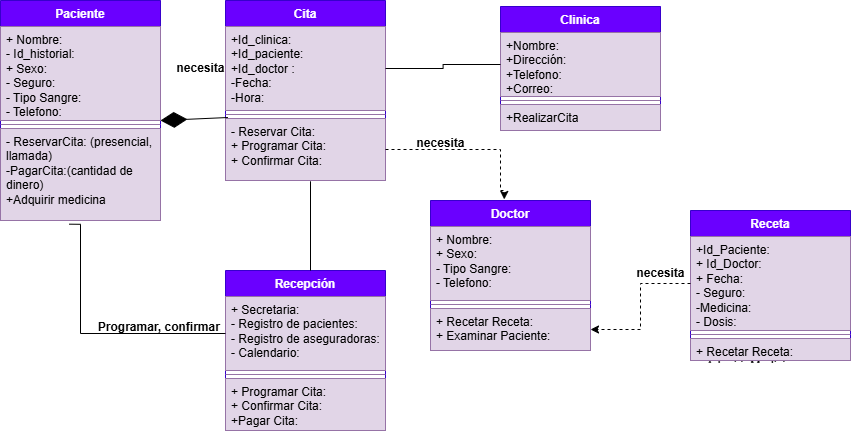 Paciente
+ Nombre:
- Id_historial:
+ Sexo:
- Seguro:
- Tipo Sangre:
- Telefono:
- ReservarCita: (presencial,
llamada)
-PagarCita:(cantidad de
dinero)
+Adquirir medicina
necesita
Cita
+Id_clinica:
+Id_paciente:
+Id_doctor :
-Fecha:
-Hora:
- Reservar Cita:
+ Programar Cita:
+ Confirmar Cita:
Clinica
+Nombre:
+Dirección:
+Telefono:
+Correo:
+RealizarCita
necesita
Doctor
+ Nombre:
+ Sexo:
- Tipo Sangre:
- Telefono:
+ Recetar Receta:
+ Examinar Paciente:
necesita
Receta
+Id_Paciente:
+ Id_Doctor:
+ Fecha:
- Seguro:
-Medicina:
- Dosis:
+ Recetar Receta:
Programar, confirmar
Recepción
+ Secretaria:
- Registro de pacientes:
- Registro de aseguradoras:
- Calendario:
+ Programar Cita:
+ Confirmar Cita:
+Pagar Cita: